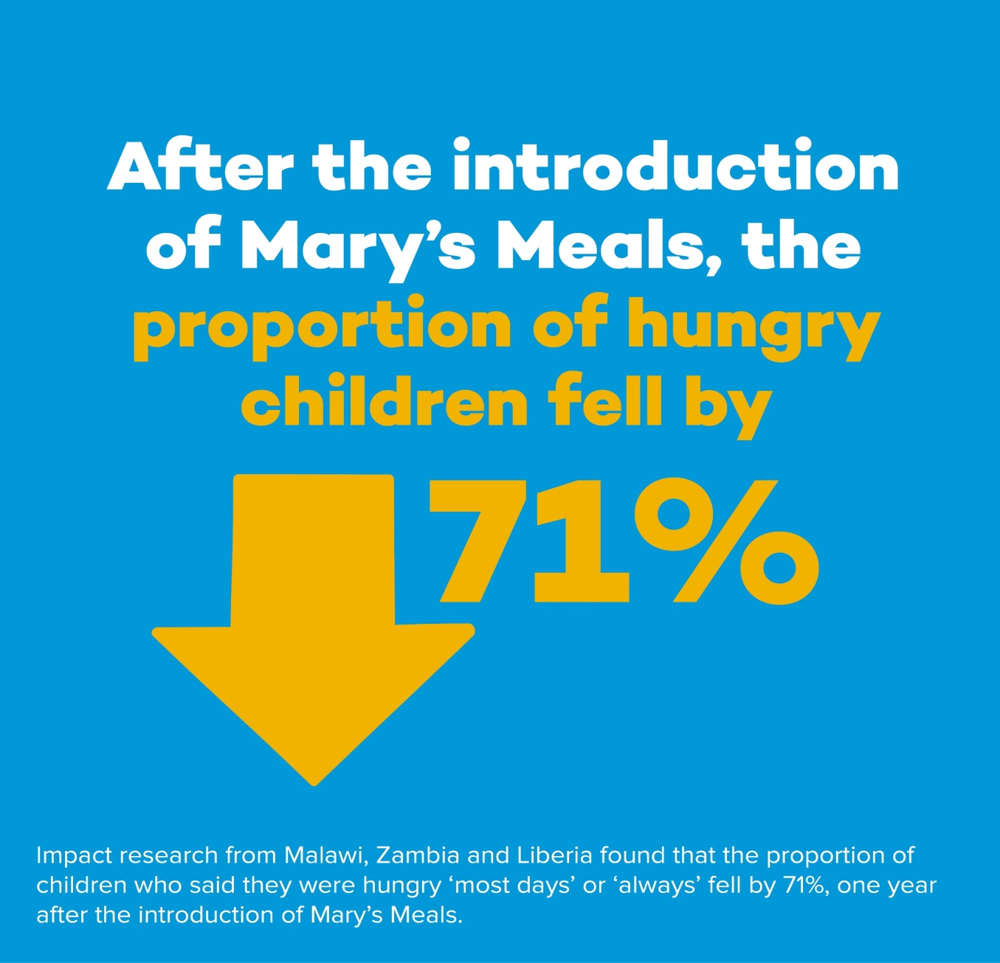 After the introduction
of Mary’s Meals, the
proportion of hungry
children fell by
71%
Impact research from Malawi, Zambia and Liberia found that the proportion of
children who said they were hungry ‘most days’ or ‘always’ fell by 71%, one year
after the introduction of Mary’s Meals.